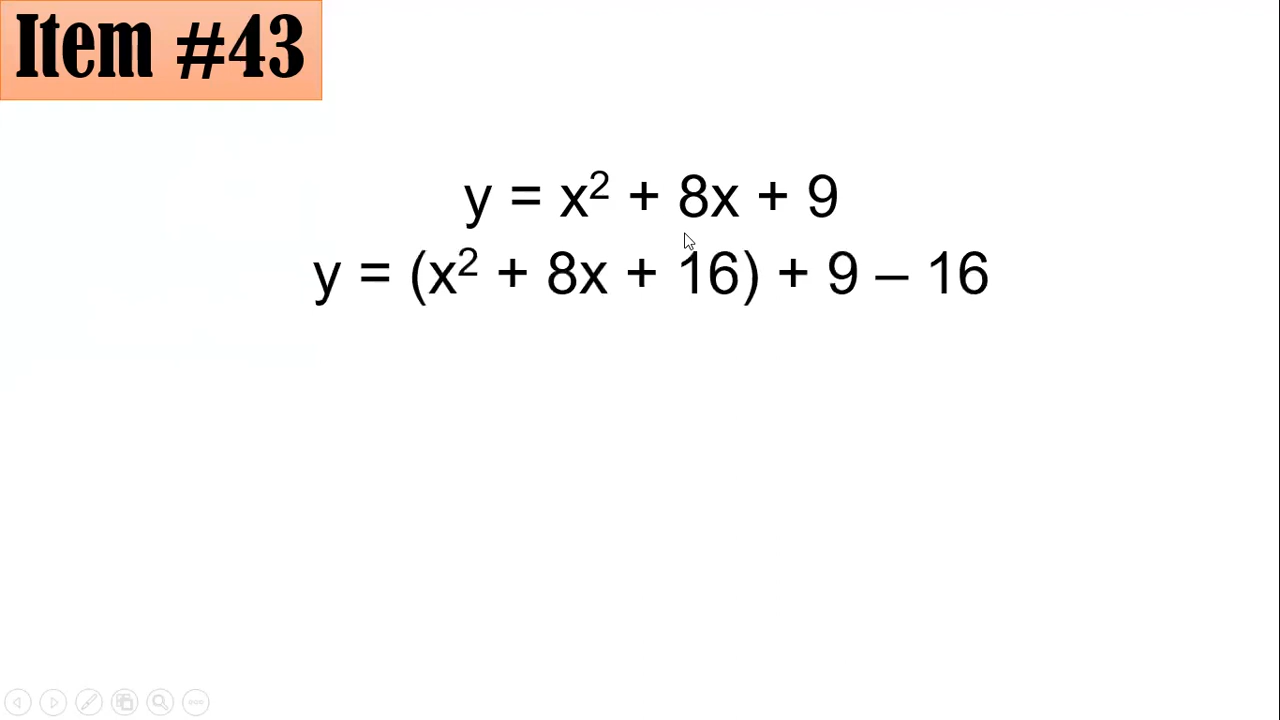 Item #43
y = x² + 8x + 9
y = (x² + 8x + 16) + 9 – 16